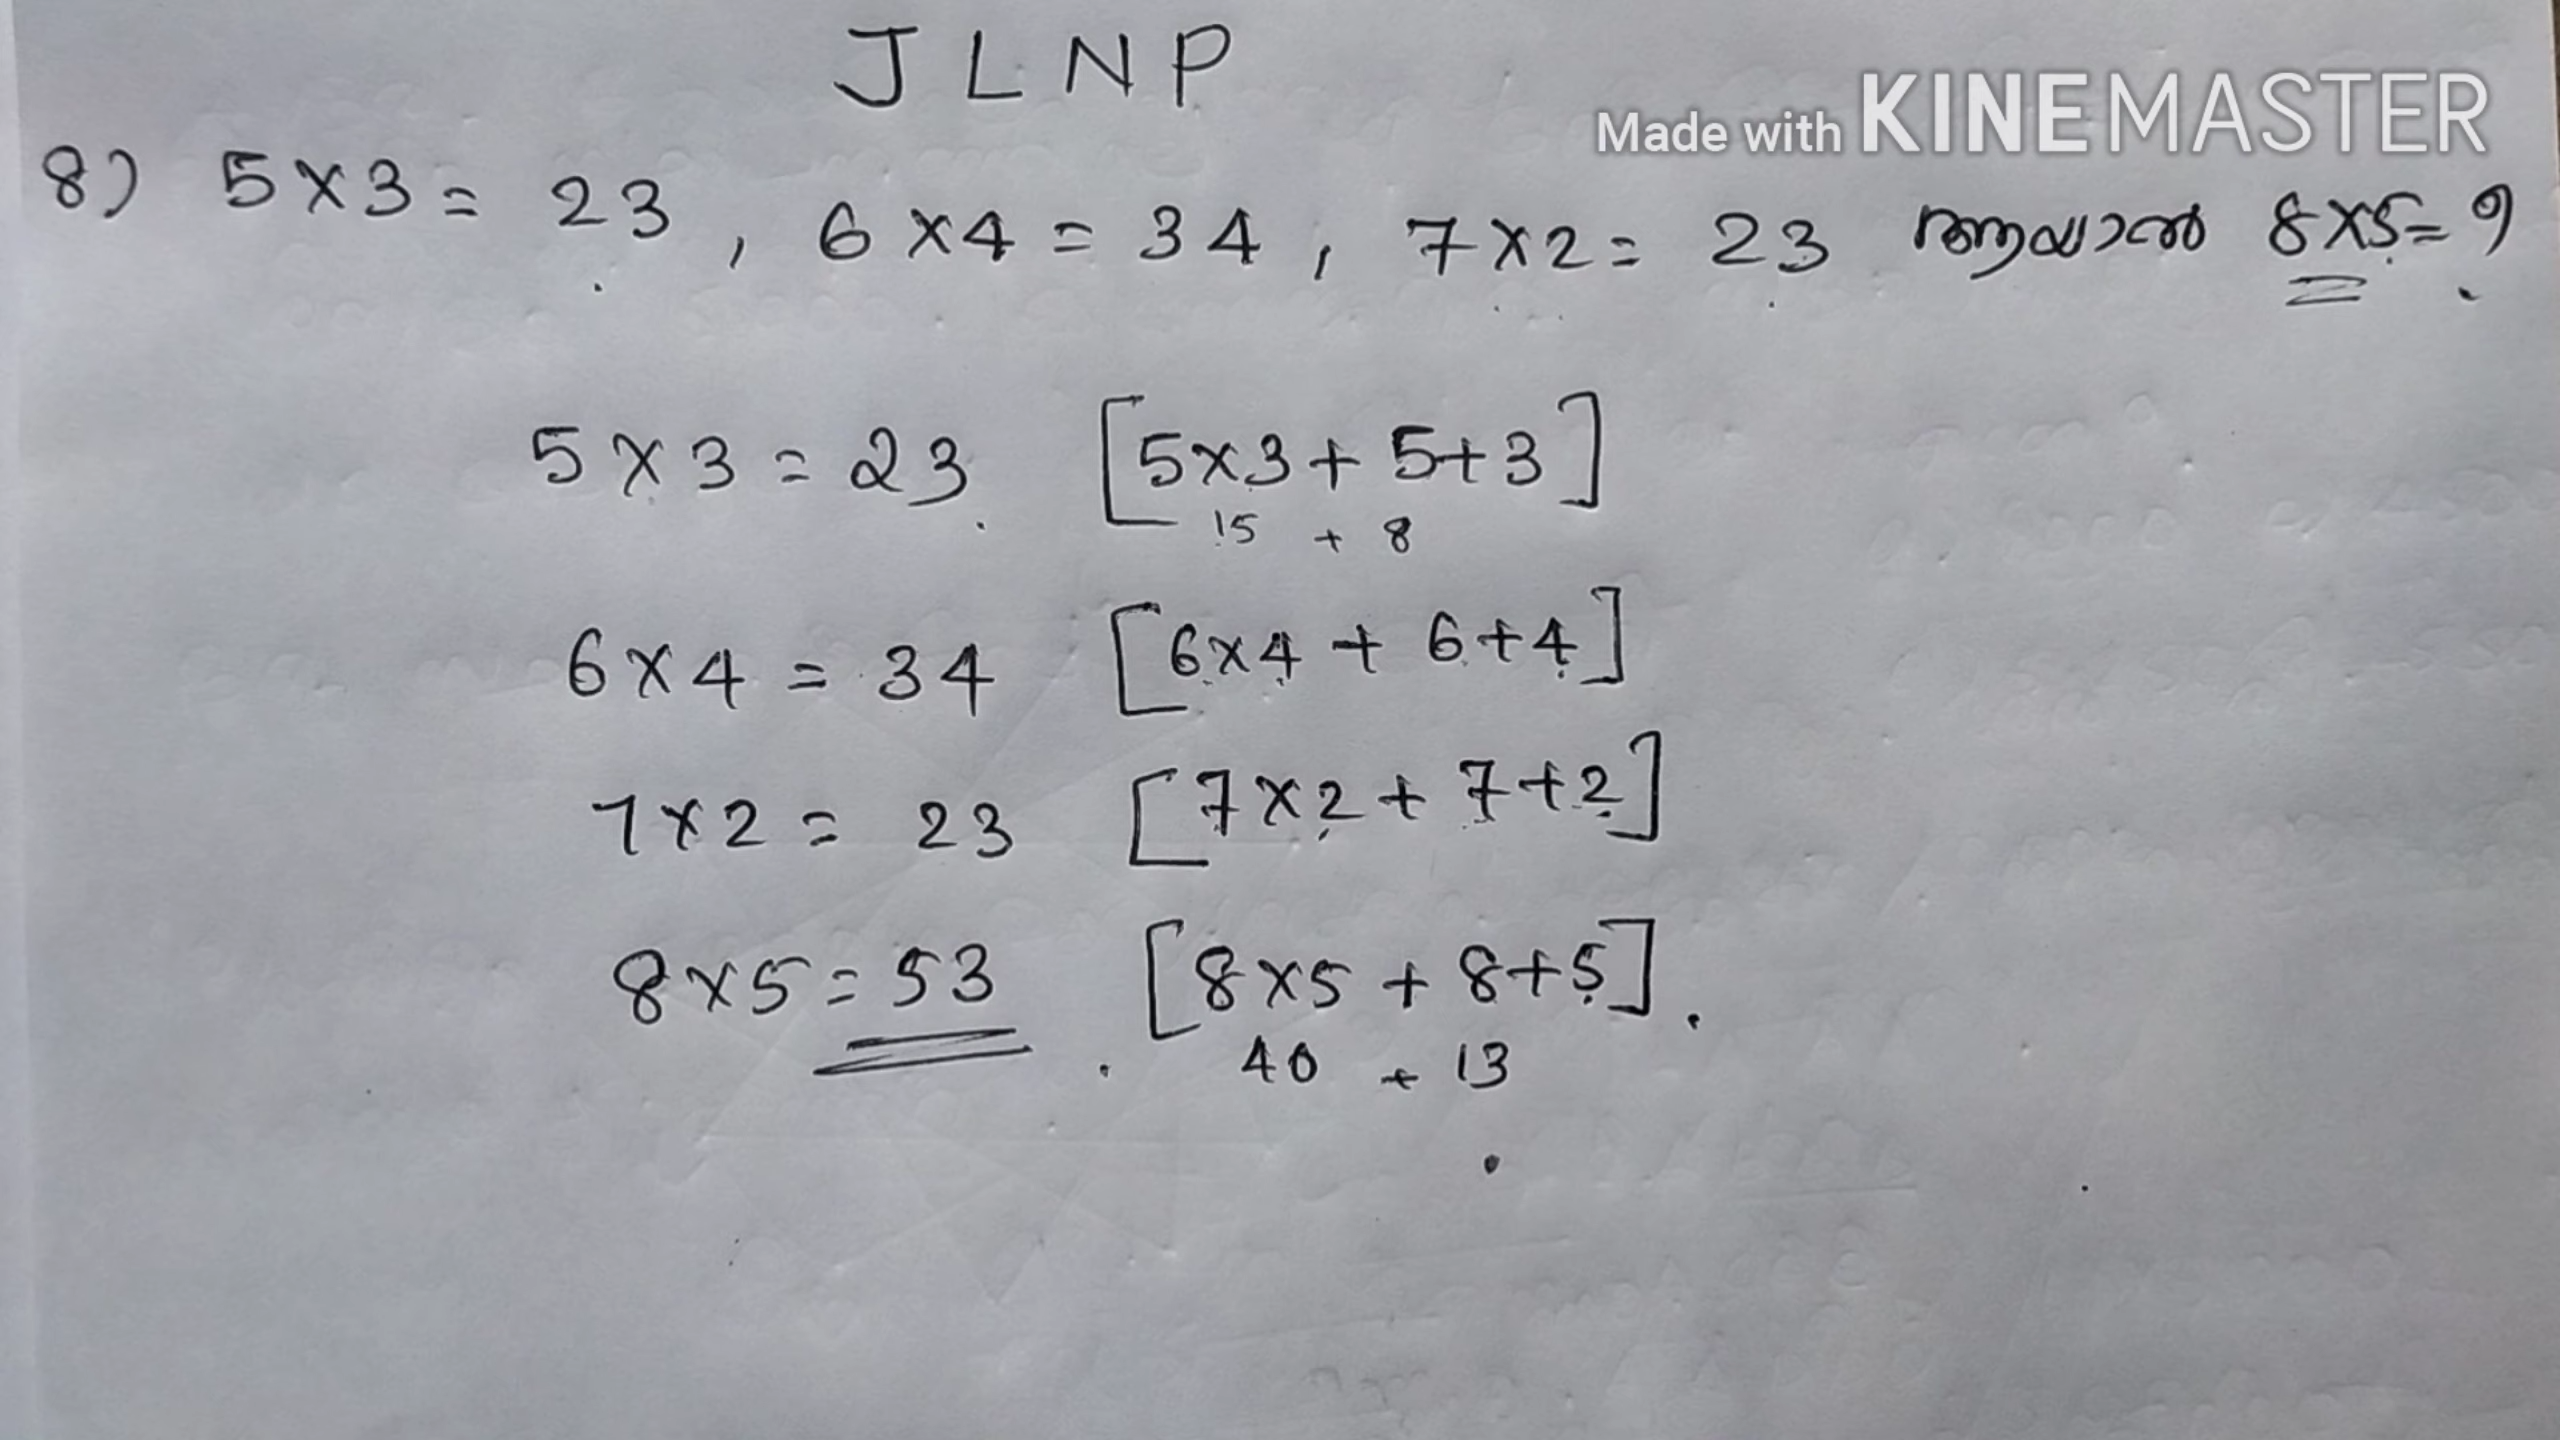 J L N P
Made with KINEMASTER
8) 5×3= 23, 6×4 = 34, 7×2= 23 ആയാൽ 8×5=?
5×3=23 [5×3+5+3]
15 + 8
6×4 = 34 [6×4 + 6+4]
7×2= 23 [7×2+7+2]
8×5=53 [8×5+8+5].
40 + 13